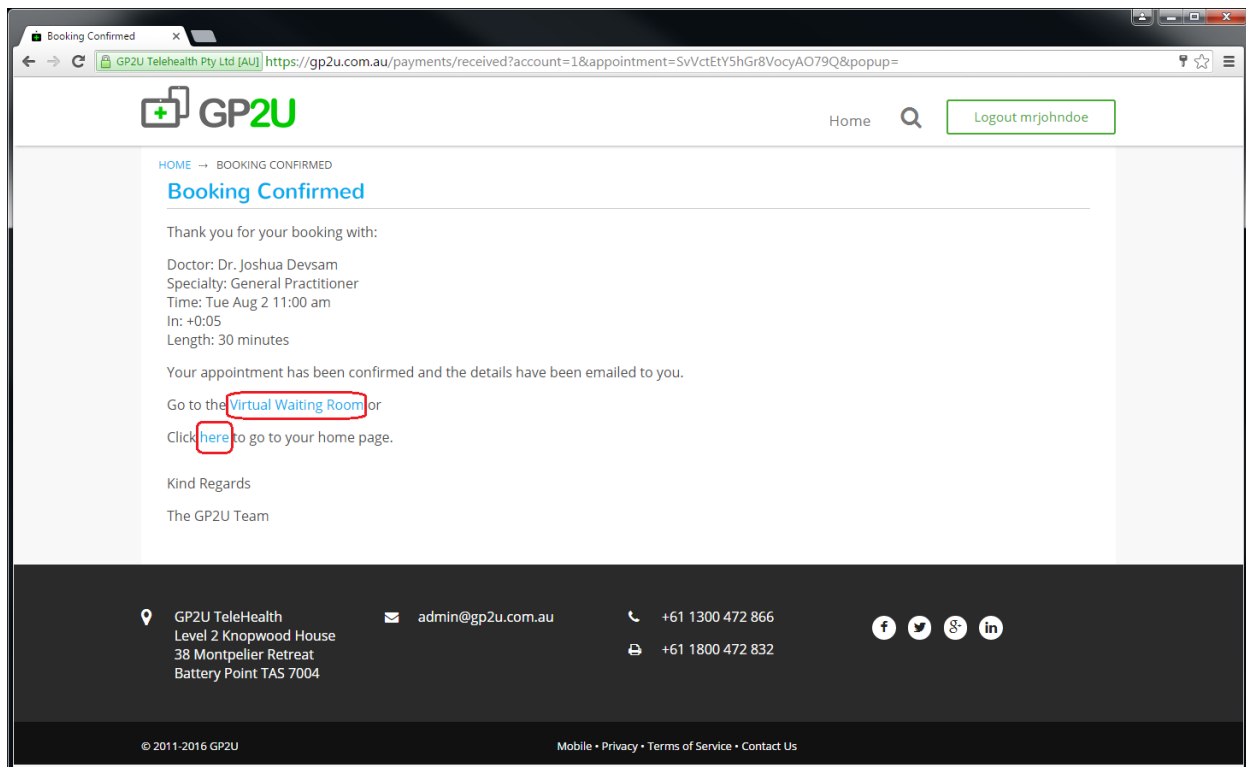 Booking Confirmed
GP2U Telehealth Pty Ltd [AU] https://gp2u.com.au/payments/received?account=1&appointment=SvVctEtY5hGr8VocyAO79Q&popup=
GP2U
Home
Logout mrjohndoe
HOME → BOOKING CONFIRMED
Booking Confirmed
Thank you for your booking with:
Doctor: Dr. Joshua Devsam
Specialty: General Practitioner
Time: Tue Aug 2 11:00 am
In: +0:05
Length: 30 minutes
Your appointment has been confirmed and the details have been emailed to you.
Go to the Virtual Waiting Room or
Click here to go to your home page.
Kind Regards
The GP2U Team
GP2U TeleHealth
Level 2 Knopwood House
38 Montpelier Retreat
Battery Point TAS 7004
admin@gp2u.com.au
+61 1300 472 866
+61 1800 472 832
f g+ in
© 2011-2016 GP2U
Mobile • Privacy • Terms of Service • Contact Us